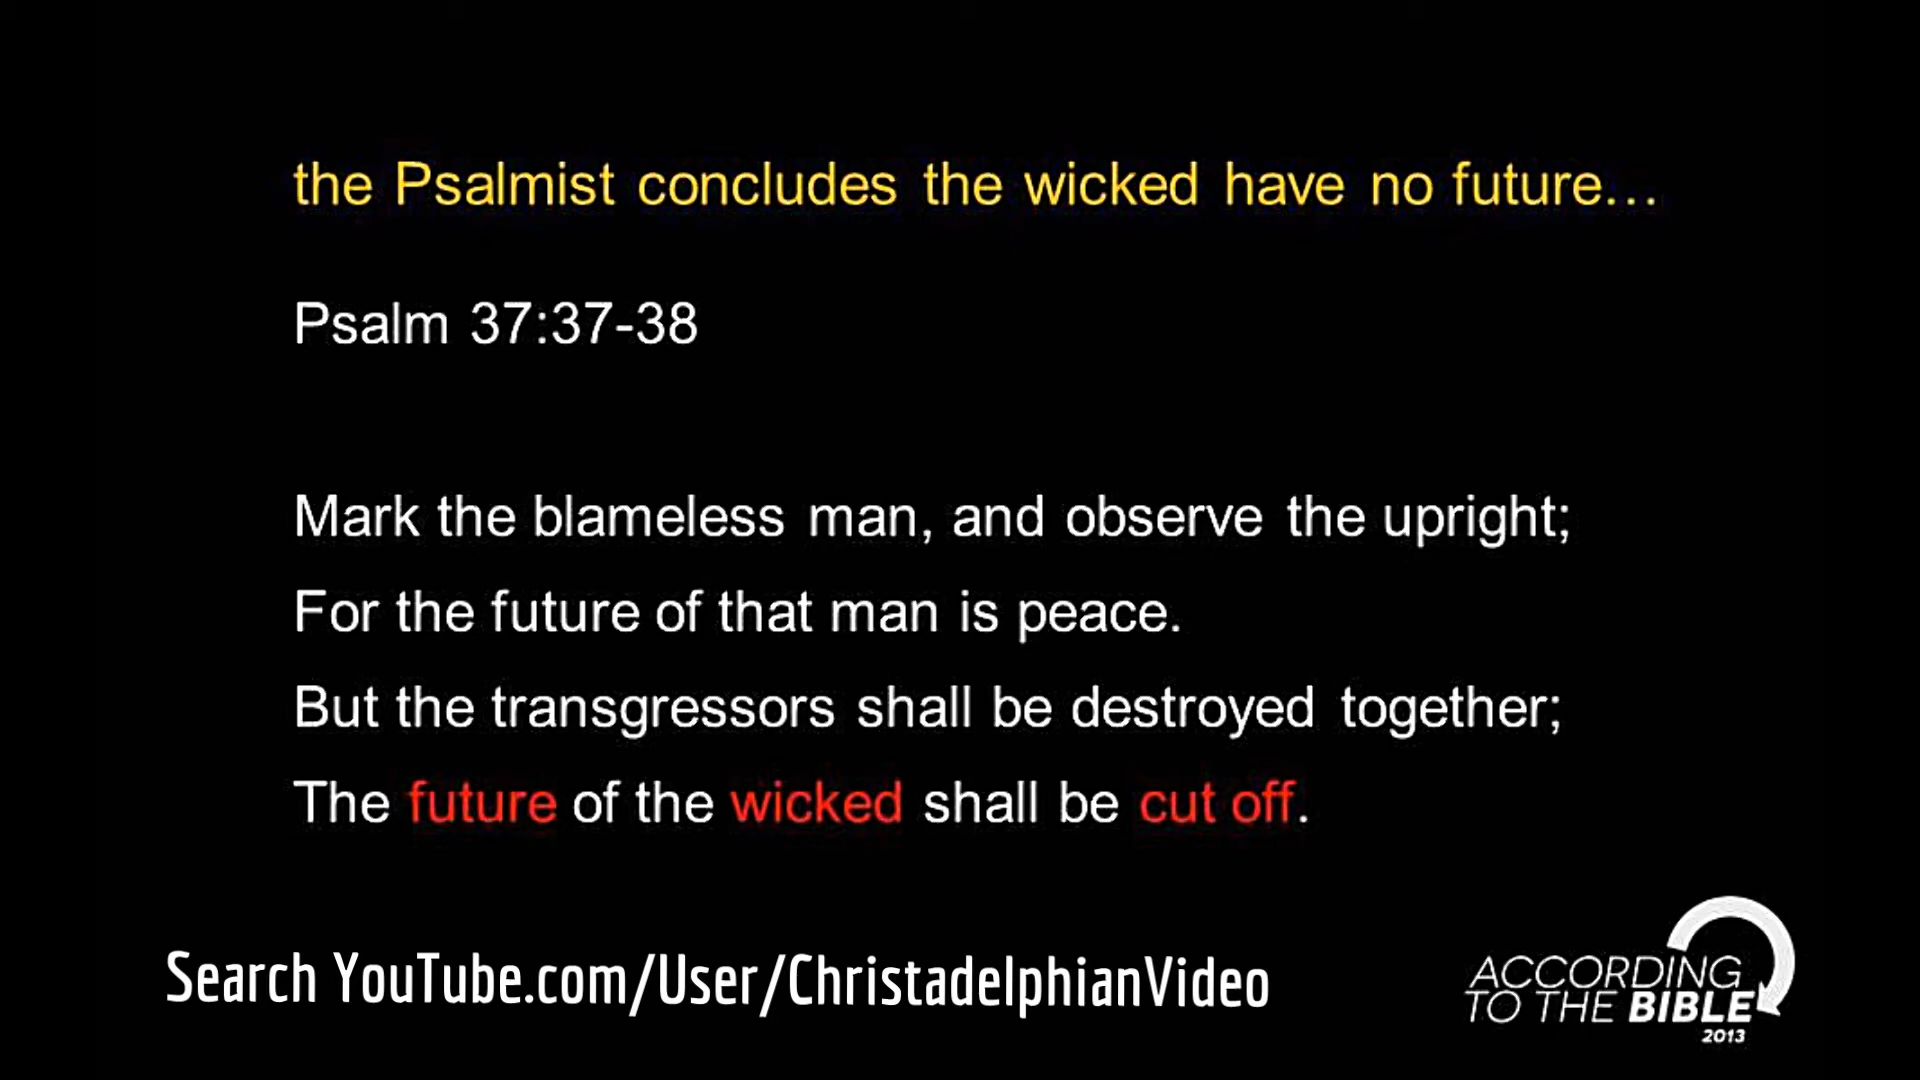 the Psalmist concludes the wicked have no future...
Psalm 37:37-38
Mark the blameless man, and observe the upright;
For the future of that man is peace.
But the transgressors shall be destroyed together;
The future of the wicked shall be cut off.
Search YouTube.com/User/ChristadelphianVideo
ACCORDING
TO THE BIBLE
2013